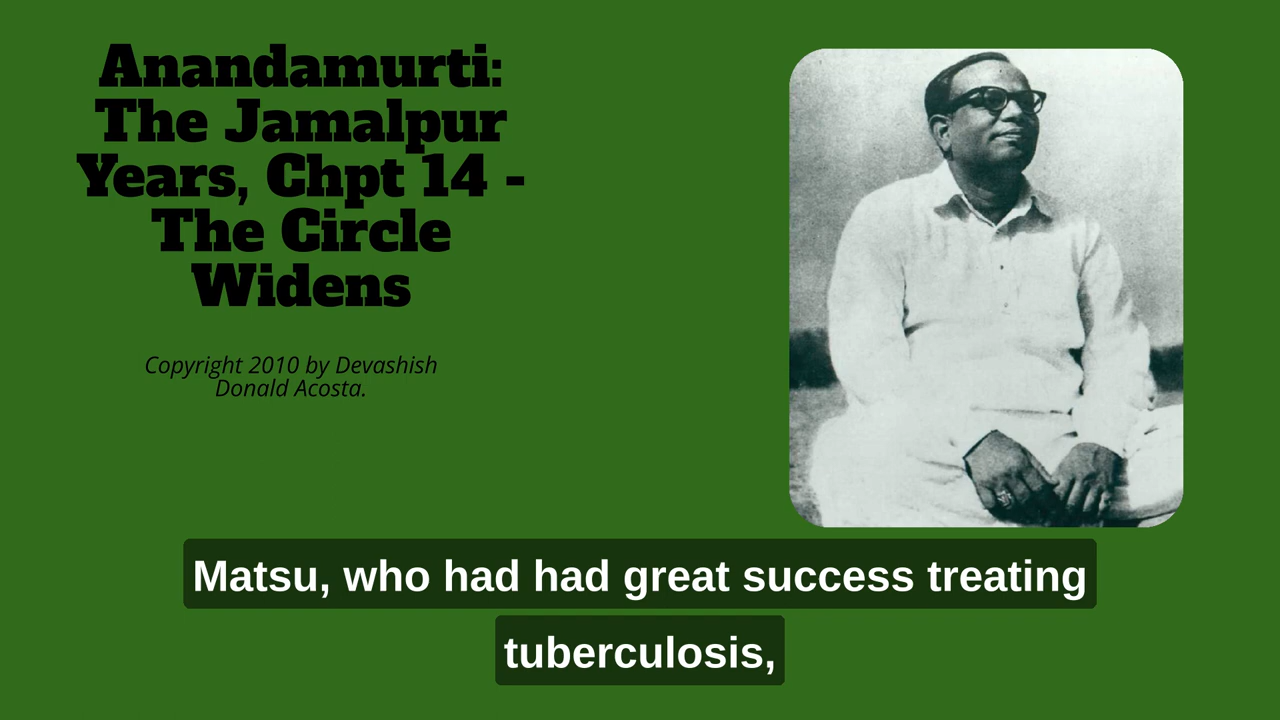 Anandamurti:
The Jamalpur
Years, Chpt 14 -
The Circle
Widens
Copyright 2010 by Devashish
Donald Acosta.
Matsu, who had had great success treating
tuberculosis,